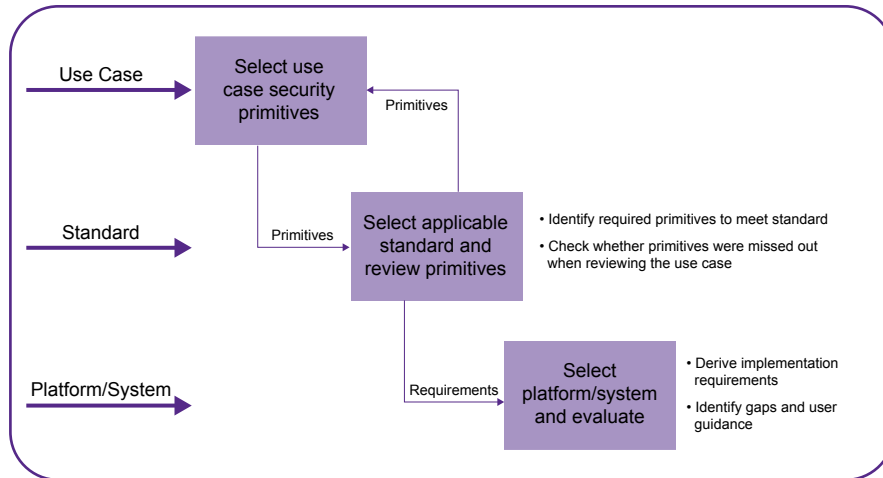 Use Case
Select use
case security
primitives
Primitives
Standard
Primitives
Select applicable
standard and
review primitives
• Identify required primitives to meet standard
• Check whether primitives were missed out
when reviewing the use case
Platform/System
Requirements
Select
platform/system
and evaluate
• Derive implementation
requirements
• Identify gaps and user
guidance